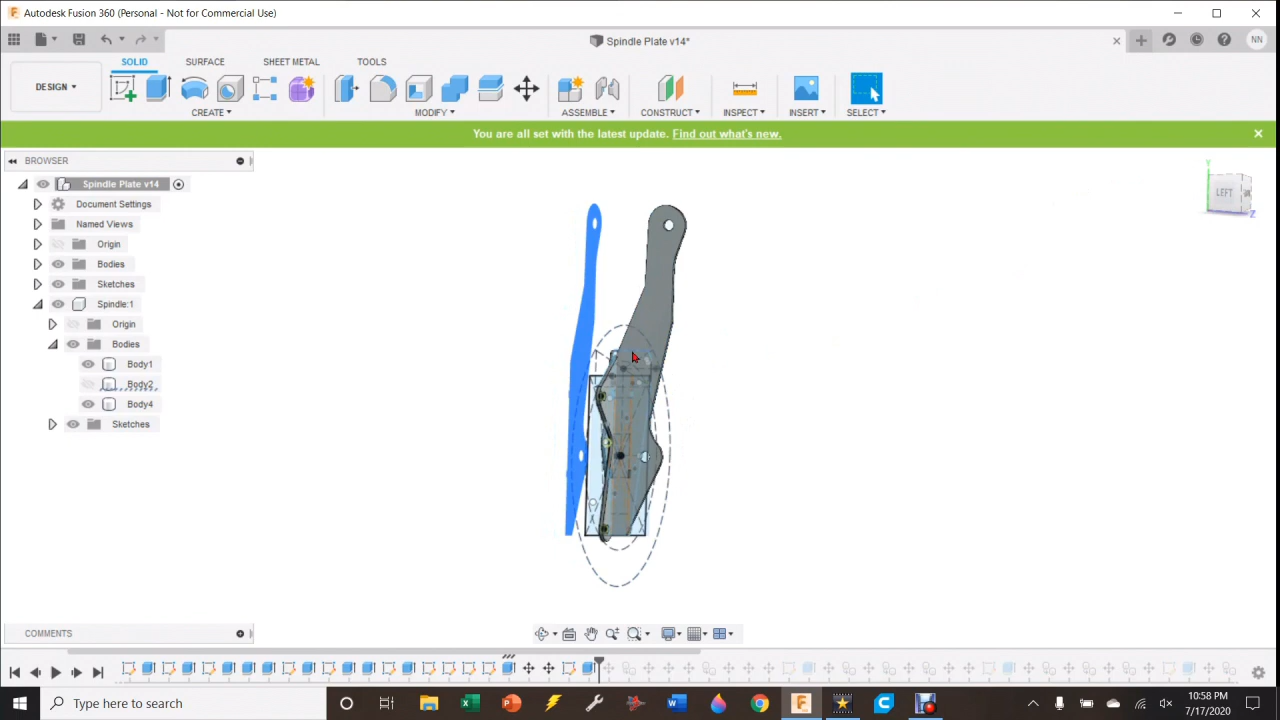 Autodesk Fusion 360 (Personal - Not for Commercial Use)
Spindle Plate v14*
NN
DESIGN
SOLID
SURFACE
SHEET METAL
TOOLS
CREATE
MODIFY
ASSEMBLE
CONSTRUCT
INSPECT
INSERT
SELECT
You are all set with the latest update. Find out what's new.
BROWSER
Spindle Plate v14
Document Settings
Named Views
Origin
Bodies
Sketches
Spindle:1
Origin
Bodies
Body1
Body2
Body4
Sketches
Y
LEFT
Z
COMMENTS
Type here to search
10:58 PM
7/17/2020